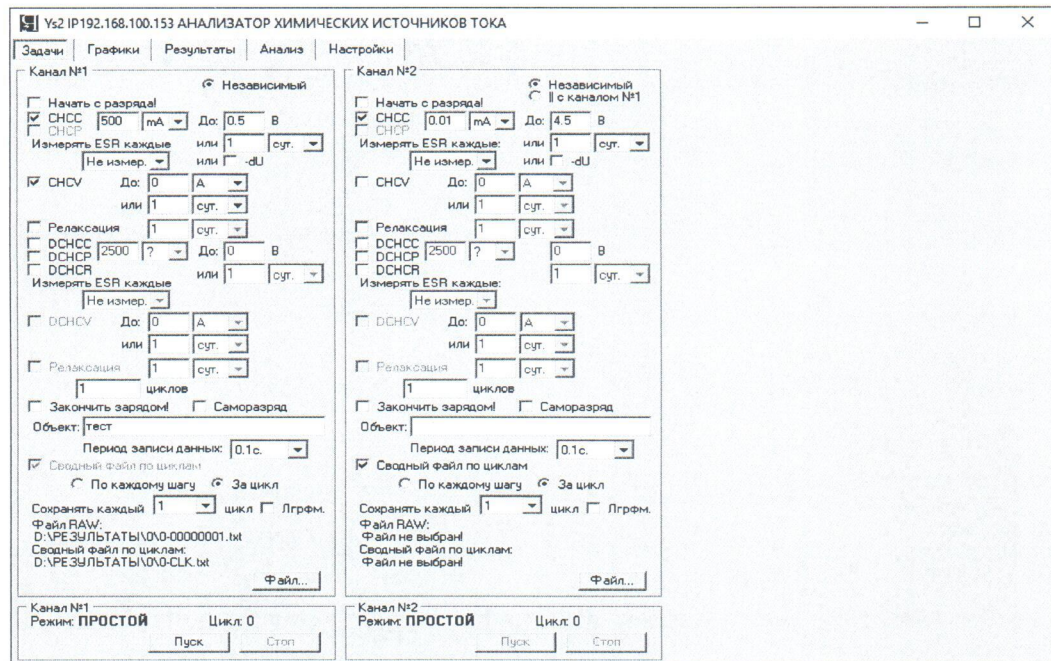 Ys2 IP192.168.100.153 АНАЛИЗАТОР ХИМИЧЕСКИХ ИСТОЧНИКОВ ТОКА
Задачи Графики Результаты Анализ Настройки
Канал №1
Независимый
Начать с разряда!
CHCC 500 mA До: 0.5 В
CHCP
Измерять ESR каждые или 1 сут.
Не измер. или -dU
CHCV До: 0 A
или 1 сут.
Релаксация 1 сут.
DCHCC
DCHCP 2500 ? До: 0 В
DCHCR или 1 сут.
Измерять ESR каждые
Не измер.
DCHCV До: 0 A
или 1 сут.
Релаксация 1 сут.
1 циклов
Закончить зарядом! Саморазряд
Объект: тест
Период записи данных: 0.1с.
Сводный файл по циклам
По каждому шагу За цикл
Сохранять каждый 1 цикл Лгрфм.
Файл RAW:
D:\РЕЗУЛЬТАТЫ\0\0-00000001.txt
Сводный файл по циклам:
D:\РЕЗУЛЬТАТЫ\0\0-CLK.txt
Файл...
Канал №1
Режим: ПРОСТОЙ Цикл: 0
Пуск Стоп
Канал №2
Независимый
|| с каналом №1
Начать с разряда!
CHCC 0.01 mA До: 4.5 В
CHCP
Измерять ESR каждые: или 1 сут.
Не измер. или -dU
CHCV До: 0 A
или 1 сут.
Релаксация 1 сут.
DCHCC
DCHCP 2500 ? 0 В
DCHCR 1 сут.
Измерять ESR каждые:
Не измер.
DCHCV До: 0 A
или 1 сут.
Релаксация 1 сут.
1 циклов
Закончить зарядом! Саморазряд
Объект:
Период записи данных: 0.1с.
Сводный файл по циклам
По каждому шагу За цикл
Сохранять каждый 1 цикл Лгрфм.
Файл RAW:
Файл не выбран!
Сводный файл по циклам:
Файл не выбран!
Файл...
Канал №2
Режим: ПРОСТОЙ Цикл: 0
Пуск Стоп